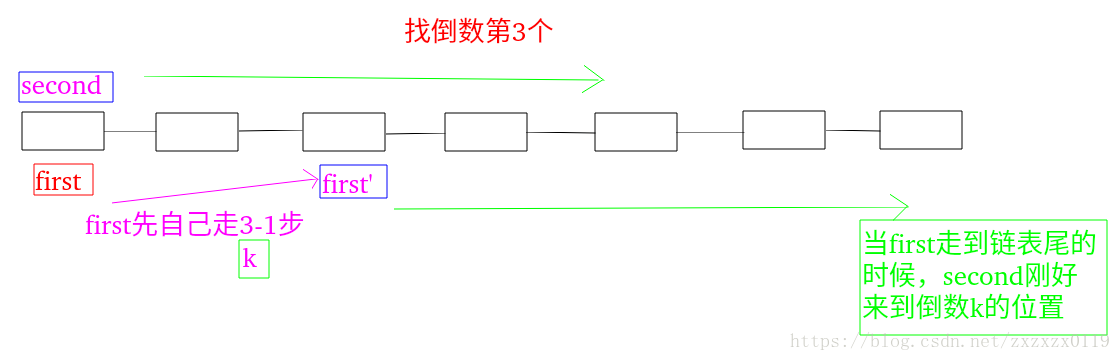 找倒数第3个
second
first
first'
first先自己走3-1步
k
当first走到链表尾的
时候，second刚好
来到倒数k的位置
https://blog.csdn.net/zxzxzx0119